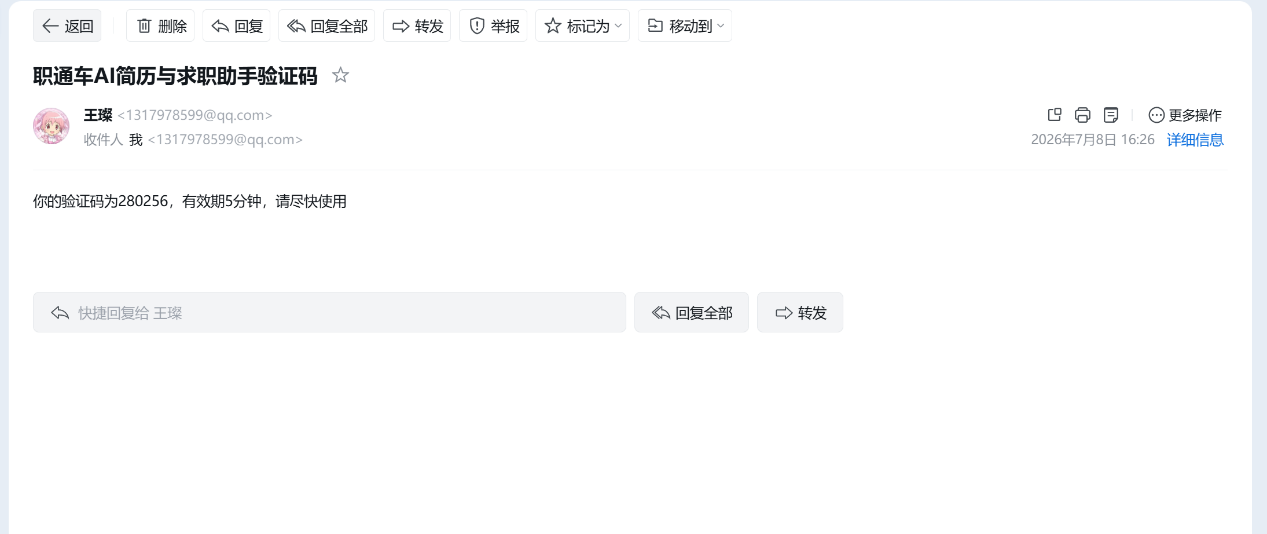 返回 删除 回复 回复全部 转发 举报 标记为 移动到
职通车AI简历与求职助手验证码
王璨 <1317978599@qq.com> 更多操作
收件人 我 <1317978599@qq.com> 2026年7月8日 16:26 详细信息
你的验证码为280256，有效期5分钟，请尽快使用
快捷回复给 王璨 回复全部 转发